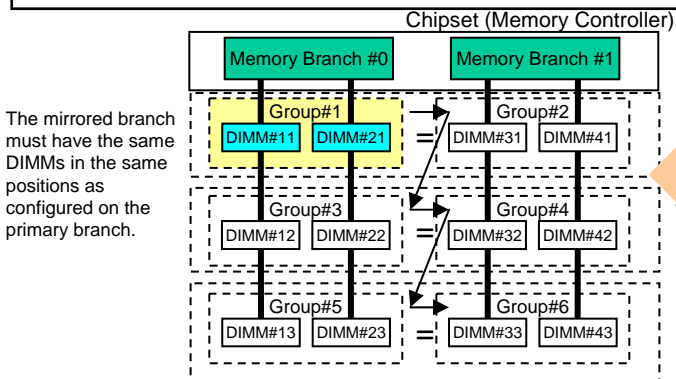 Chipset (Memory Controller)
Memory Branch #0 Memory Branch #1
The mirrored branch
must have the same
DIMMs in the same
positions as
configured on the
primary branch.
Group#1 Group#2
DIMM#11 DIMM#21 = DIMM#31 DIMM#41
Group#3 Group#4
DIMM#12 DIMM#22 = DIMM#32 DIMM#42
Group#5 Group#6
DIMM#13 DIMM#23 = DIMM#33 DIMM#43